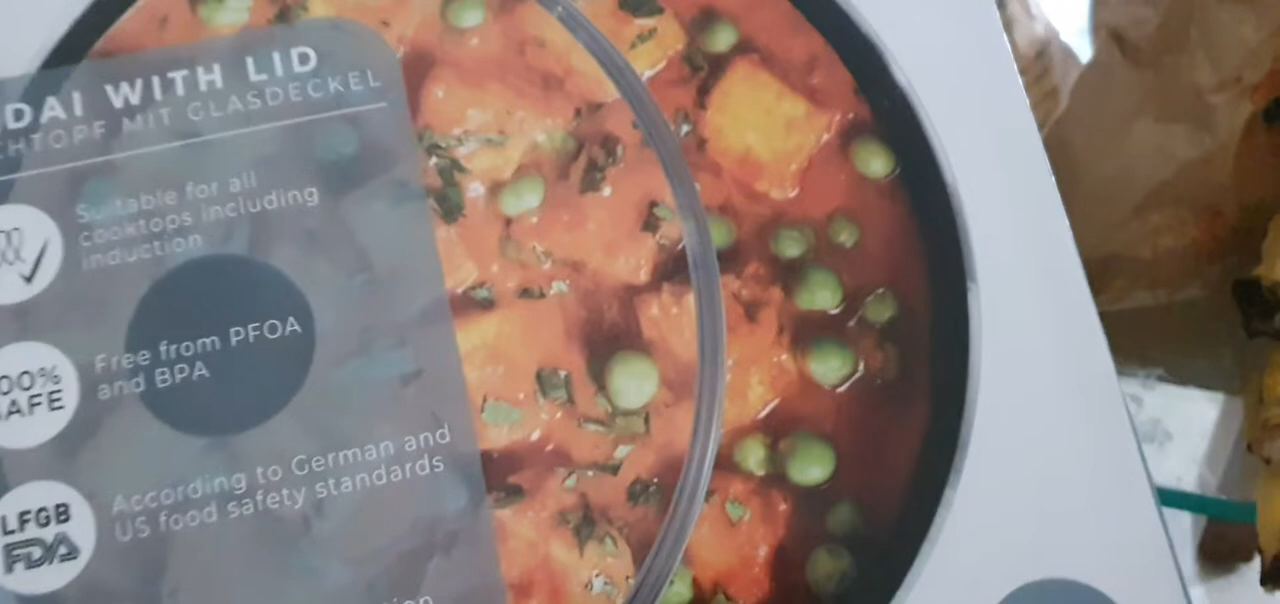 DAI WITH LID
CHTOPF MIT GLASDECKEL
Suitable for all
cooktops including
induction
Free from PFOA
and BPA
00%
AFE
According to German and
US food safety standards
LFGB
FDA